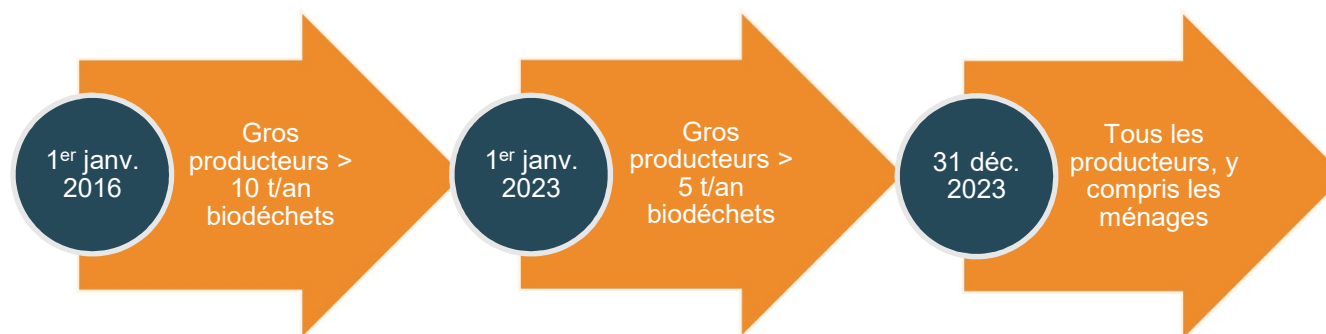 1er janv.
2016
Gros
producteurs >
10 t/an
biodéchets
1er janv.
2023
Gros
producteurs >
5 t/an
biodéchets
31 déc.
2023
Tous les
producteurs, y
compris les
ménages